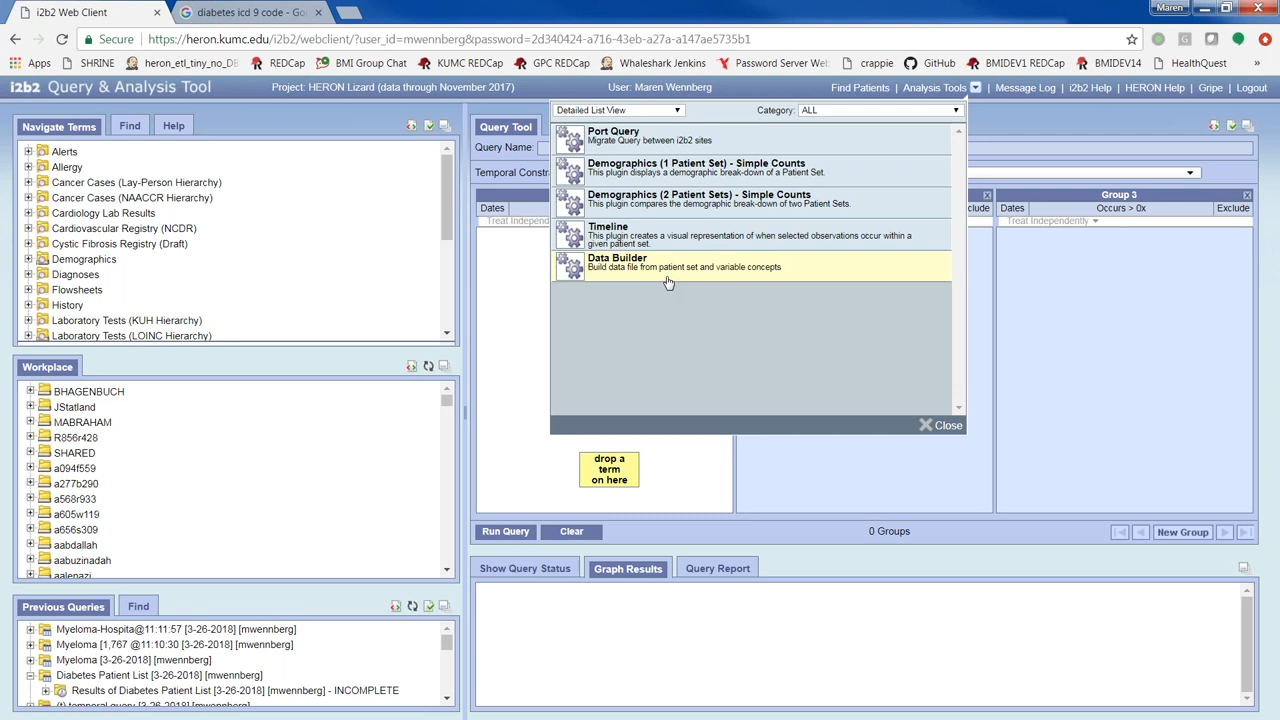 i2b2 Web Client
diabetes icd 9 code - Go
Maren
Secure
https://heron.kumc.edu/i2b2/webclient/?user_id=mwennberg&password=2d340424-a716-43eb-a27a-a147ae5735b1
Apps SHRINE heron_etl_tiny_no_DB REDCap BMI Group Chat KUMC REDCap GPC REDCap Whaleshark Jenkins Password Server Web crappie GitHub BMIDEV1 REDCap BMIDEV14 HealthQuest
i2b2 Query & Analysis Tool Project: HERON Lizard (data through November 2017) User: Maren Wennberg Find Patients Analysis Tools Message Log i2b2 Help HERON Help Gripe Logout
Navigate Terms Find Help
Alerts
Allergy
Cancer Cases (Lay-Person Hierarchy)
Cancer Cases (NAACCR Hierarchy)
Cardiology Lab Results
Cardiovascular Registry (NCDR)
Cystic Fibrosis Registry (Draft)
Demographics
Diagnoses
Flowsheets
History
Laboratory Tests (KUH Hierarchy)
Laboratory Tests (LOINC Hierarchy)
Workplace
BHAGENBUCH
JStatland
MABRAHAM
R856r428
SHARED
a094f559
a277b290
a568r933
a605w119
a656s309
aabdallah
aabuzinadah
aalenazi
Previous Queries Find
Myeloma-Hospita@11:11:57 [3-26-2018] [mwennberg]
Myeloma [1,767 @11:10:30 [3-26-2018] [mwennberg]
Myeloma [3-26-2018] [mwennberg]
Diabetes Patient List [3-26-2018] [mwennberg]
Results of Diabetes Patient List [3-26-2018] [mwennberg] - INCOMPLETE
(t) temporal query [3-26-2018] [mwennberg]
Query Tool
Query Name:
Temporal Constra
Detailed List View Category: ALL
Port Query
Migrate Query between i2b2 sites
Demographics (1 Patient Set) - Simple Counts
This plugin displays a demographic break-down of a Patient Set.
Demographics (2 Patient Sets) - Simple Counts
This plugin compares the demographic break-down of two Patient Sets.
Timeline
This plugin creates a visual representation of when selected observations occur within a
given patient set.
Data Builder
Build data file from patient set and variable concepts
Close
Dates
Treat Independ
clude
Group 3
Dates Occurs > 0x Exclude
Treat Independently
drop a
term
on here
Run Query Clear 0 Groups New Group
Show Query Status Graph Results Query Report